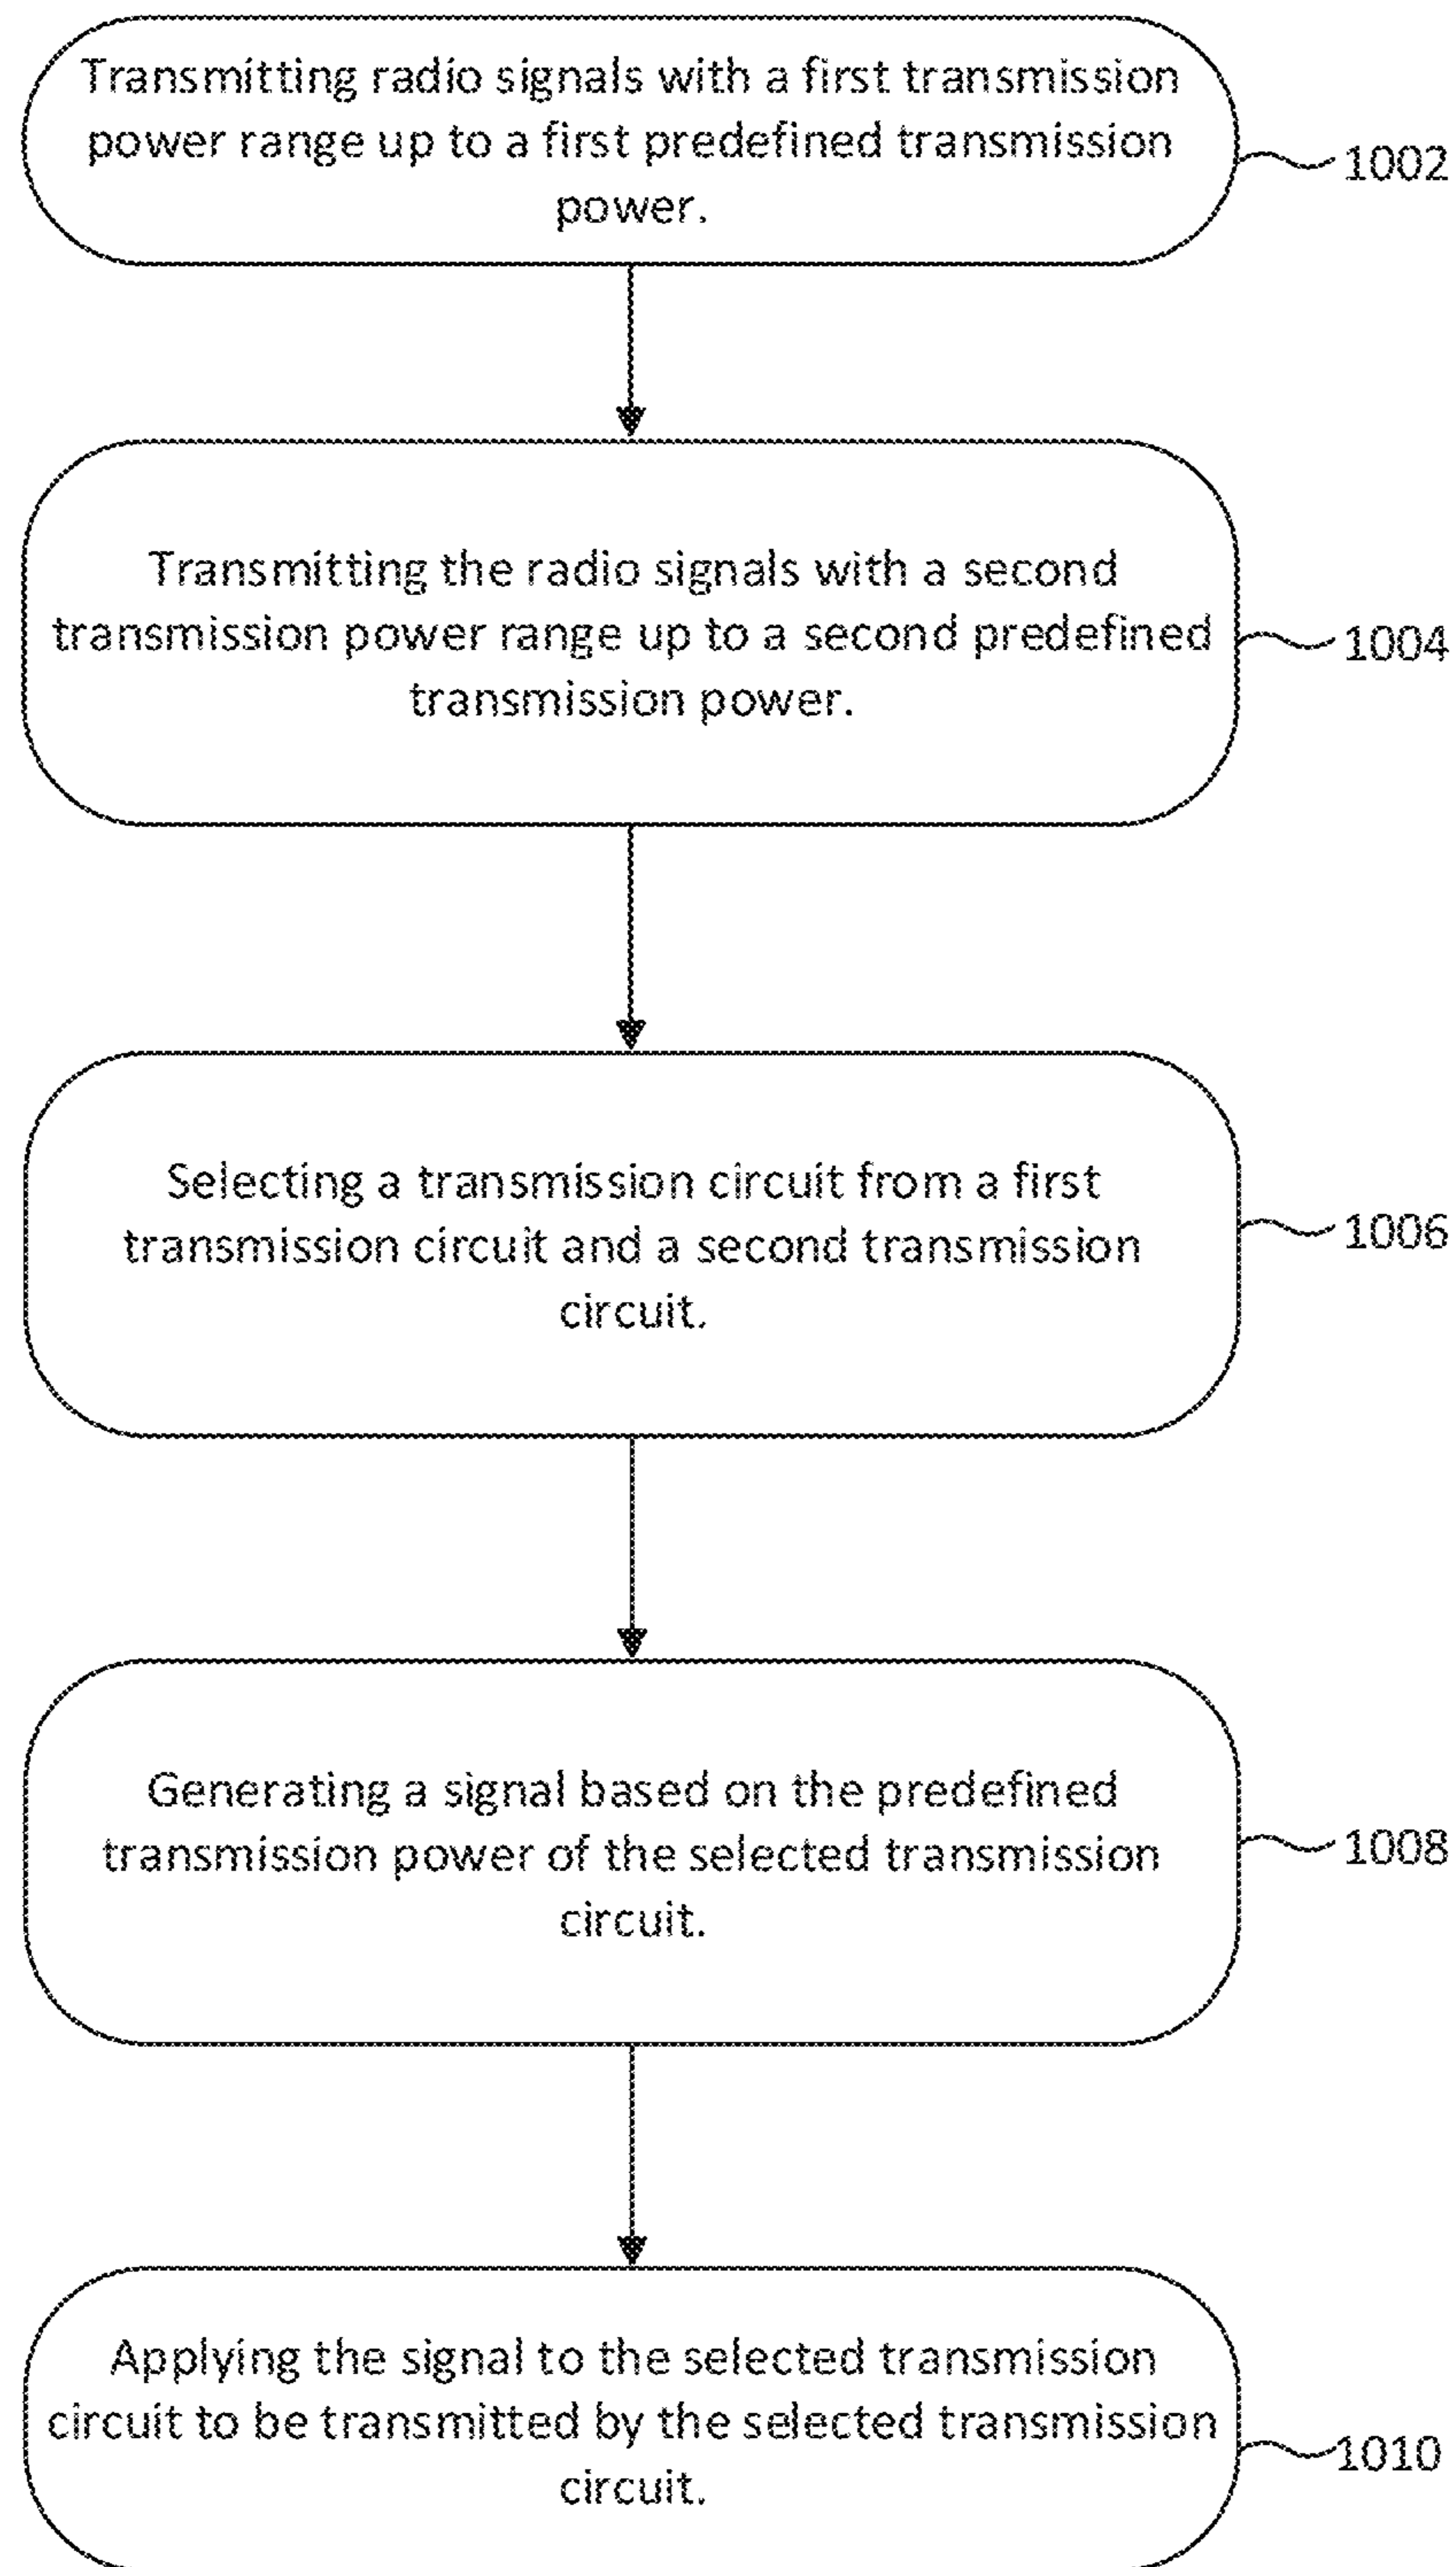 Transmitting radio signals with a first transmission
power range up to a first predefined transmission
power.
1002
Transmitting the radio signals with a second
transmission power range up to a second predefined
transmission power.
1004
Selecting a transmission circuit from a first
transmission circuit and a second transmission
circuit.
1006
Generating a signal based on the predefined
transmission power of the selected transmission
circuit.
1008
Applying the signal to the selected transmission
circuit to be transmitted by the selected transmission
circuit.
1010